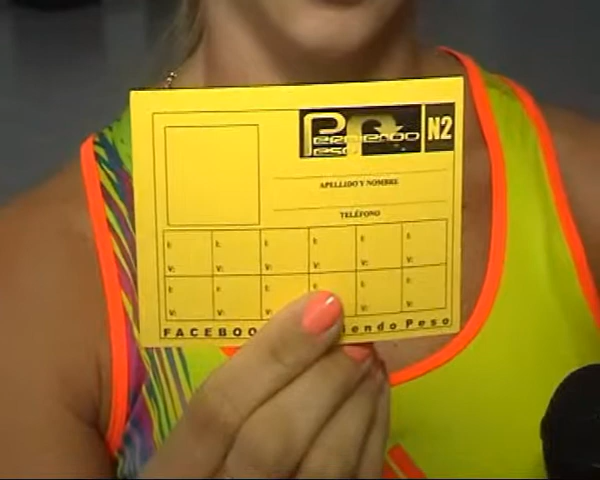 Perdiendo
Peso
N2
APELLIDO Y NOMBRE
TELÉFONO
I: I: I: I: I: I:
V: V: V: V: V: V:
I: I: I: I: I: I:
V: V: V: V: V:
FACEBOO iendo Peso